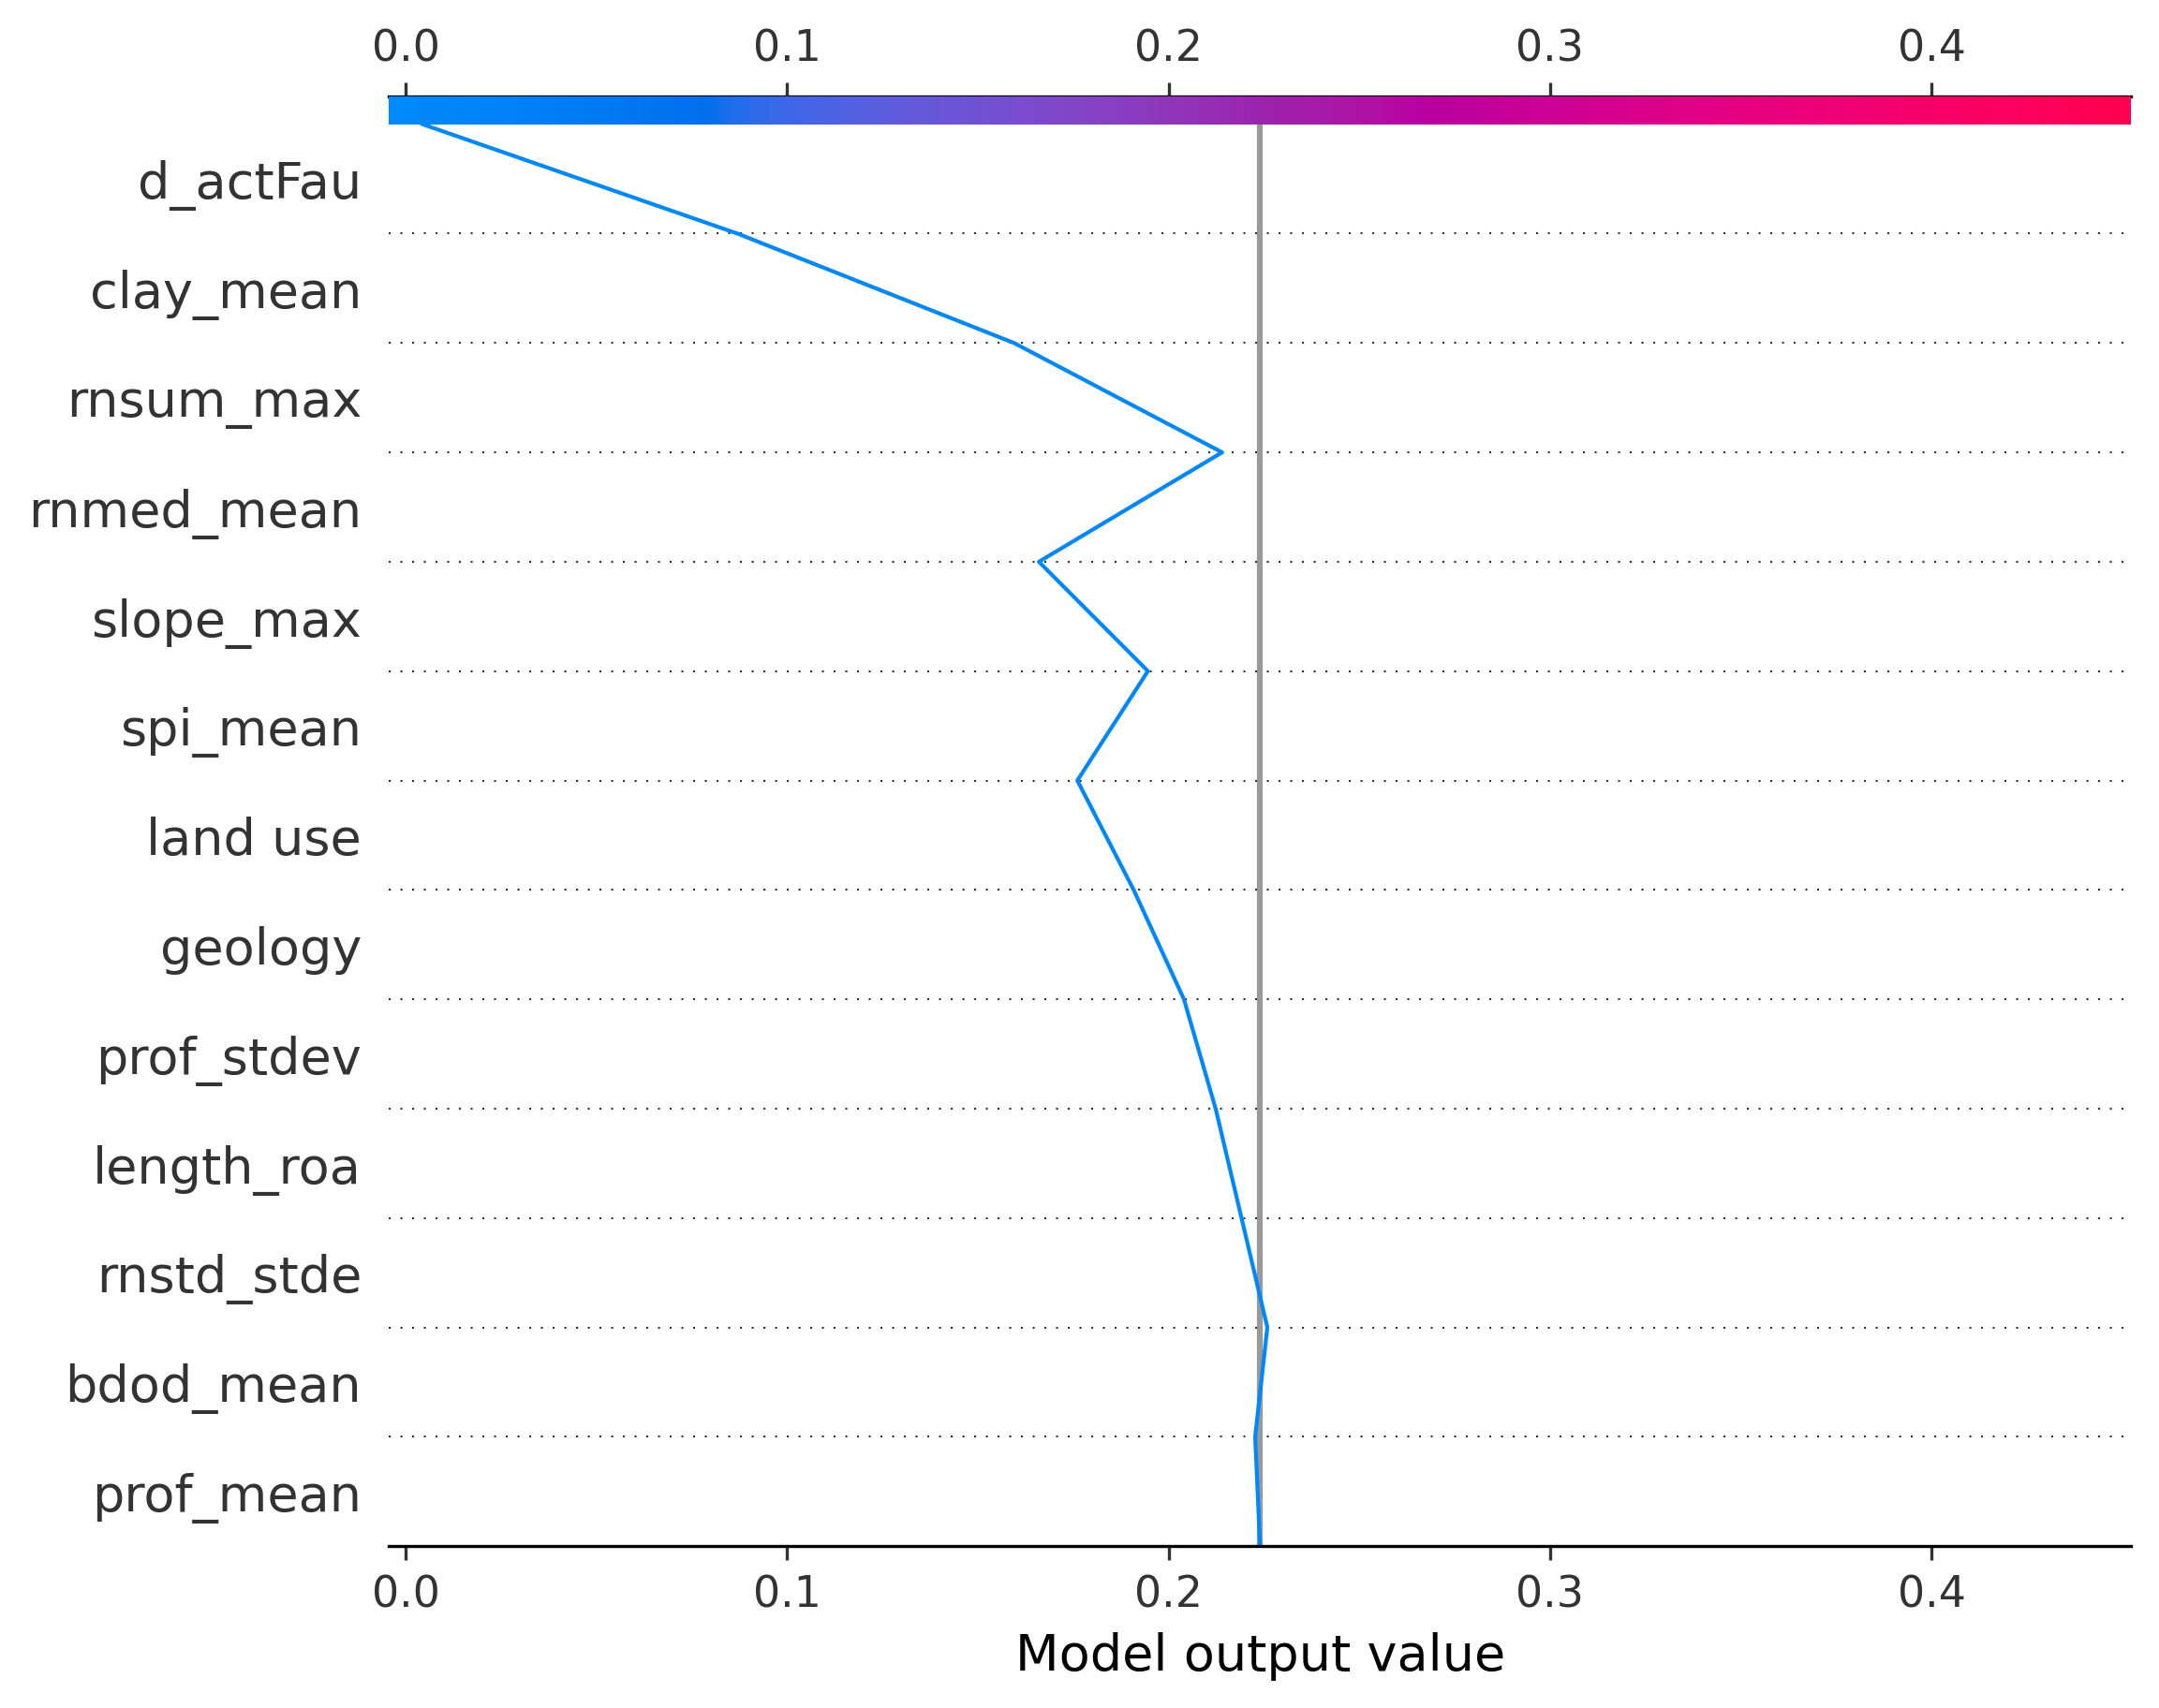 0.0 0.1 0.2 0.3 0.4
d_actFau
clay_mean
rnsum_max
rnmed_mean
slope_max
spi_mean
land use
geology
prof_stdev
length_roa
rnstd_stde
bdod_mean
prof_mean
0.0 0.1 0.2 0.3 0.4
Model output value